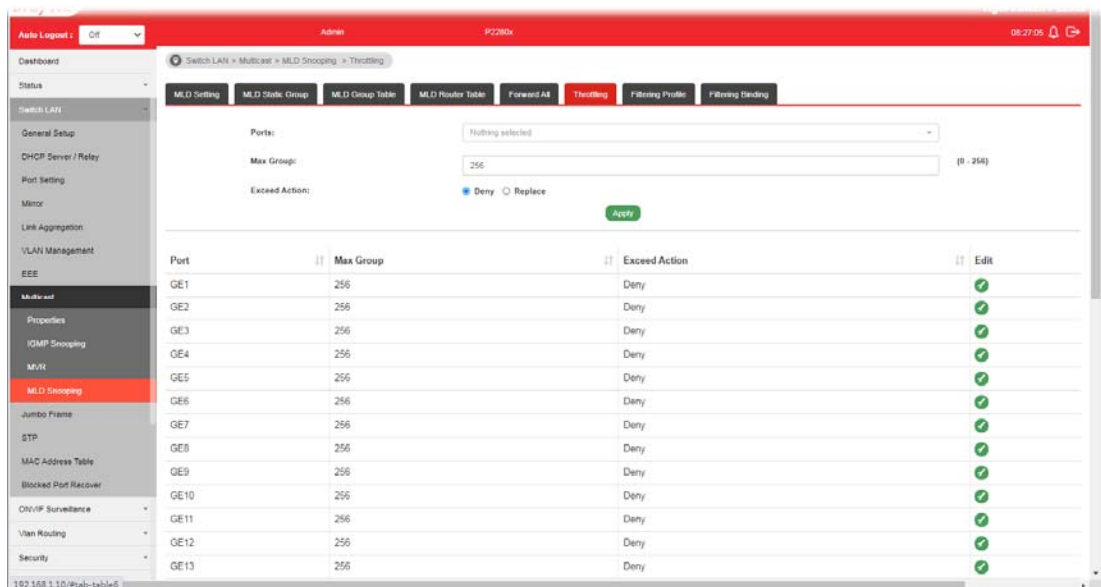 Auto Logout : Off Admin P2280x 08:27:05
Dashboard
Status
Switch LAN
General Setup
DHCP Server / Relay
Port Setting
Mirror
Link Aggregation
VLAN Management
EEE
Multicast
Properties
IGMP Snooping
MVR
MLD Snooping
Jumbo Frame
STP
MAC Address Table
Blocked Port Recover
ONVIF Surveillance
Vlan Routing
Security
192.168.1.10/#tab-table6
Switch LAN > Multicast > MLD Snooping > Throttling
MLD Setting MLD Static Group MLD Group Table MLD Router Table Forward All Throttling Filtering Profile Filtering Binding
Ports: Nothing selected
Max Group: 256 (0 - 256)
Exceed Action: Deny Replace
Apply
Port Max Group Exceed Action Edit
GE1 256 Deny
GE2 256 Deny
GE3 256 Deny
GE4 256 Deny
GE5 256 Deny
GE6 256 Deny
GE7 256 Deny
GE8 256 Deny
GE9 256 Deny
GE10 256 Deny
GE11 256 Deny
GE12 256 Deny
GE13 256 Deny